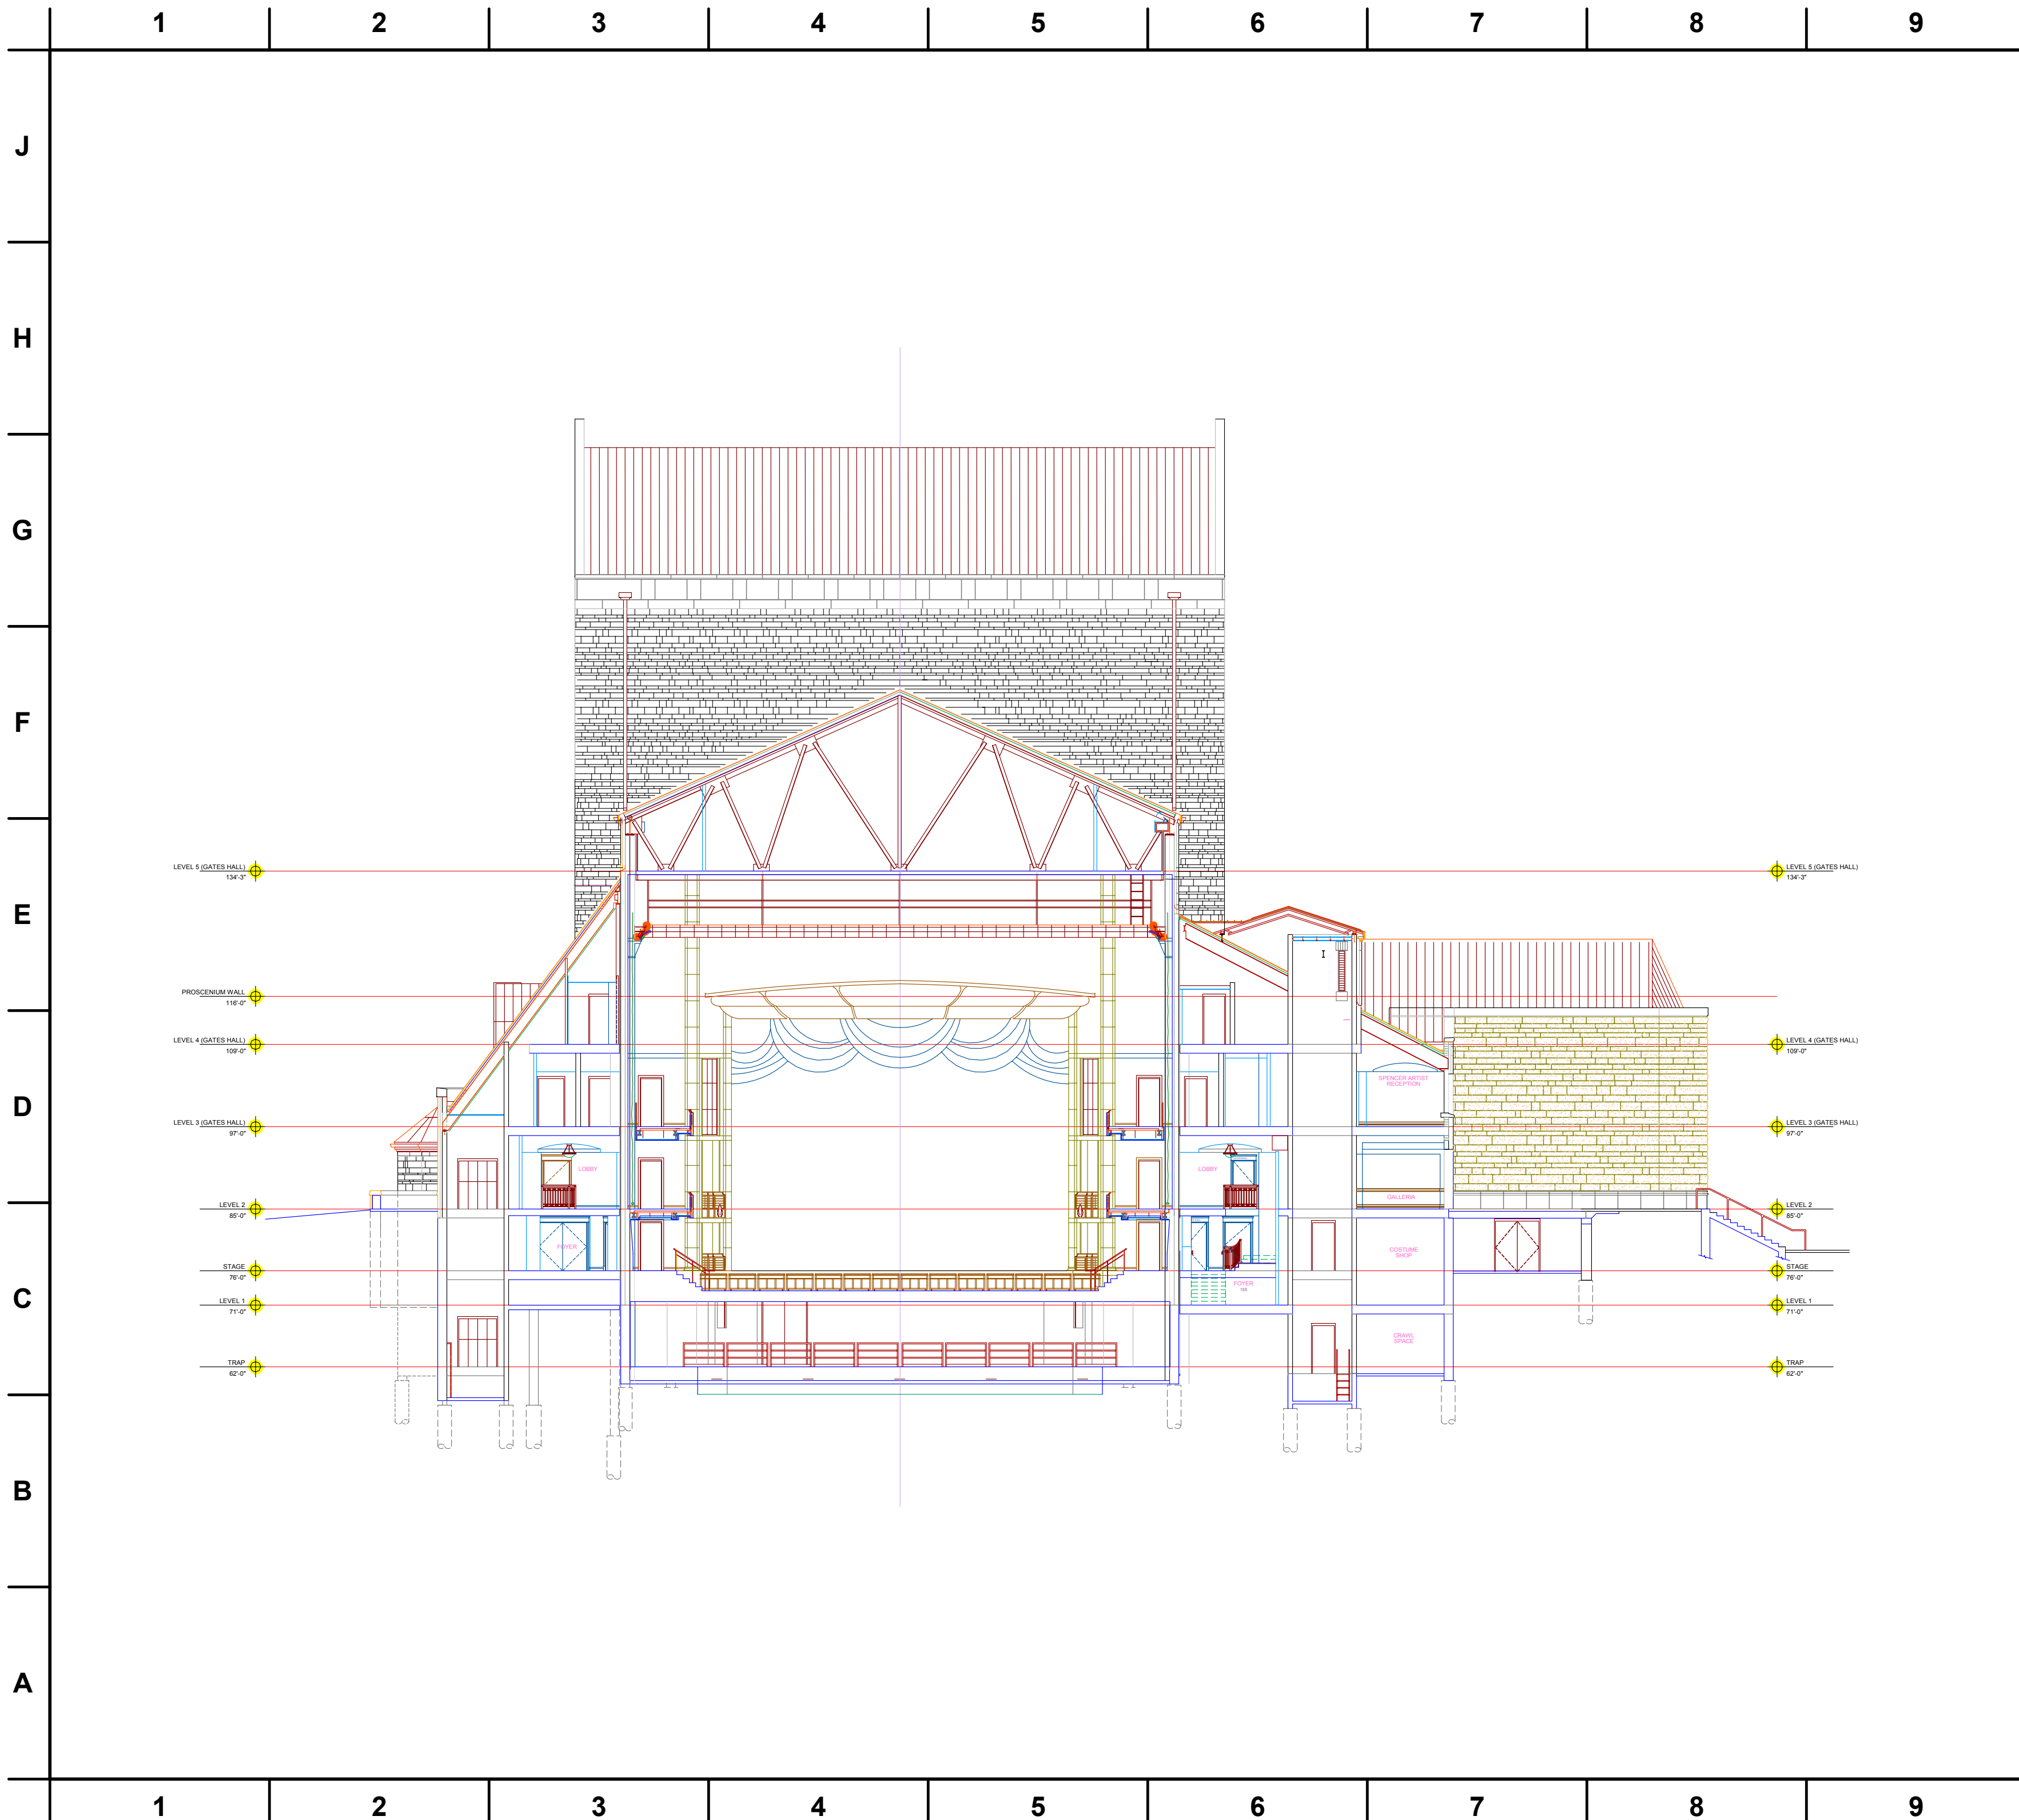 1 2 3 4 5 6 7 8 9
J
H
G
F
LEVEL 5 (GATES HALL) LEVEL 5 (GATES HALL)
134'-3" 134'-3"
E
PROSCENIUM WALL
116'-0"
LEVEL 4 (GATES HALL) LEVEL 4 (GATES HALL)
109'-0" 109'-0"
SPENCER ARTIST
RECEPTION
D
LEVEL 3 (GATES HALL) LEVEL 3 (GATES HALL)
97'-0" 97'-0"
LOBBY LOBBY
GALLERIA
LEVEL 2 LEVEL 2
85'-0" 85'-0"
FOYER COSTUME
SHOP
STAGE STAGE
76'-0" 76'-0"
FOYER
155
C
LEVEL 1 LEVEL 1
71'-0" 71'-0"
CRAWL
SPACE
TRAP TRAP
62'-0" 62'-0"
B
A
1 2 3 4 5 6 7 8 9